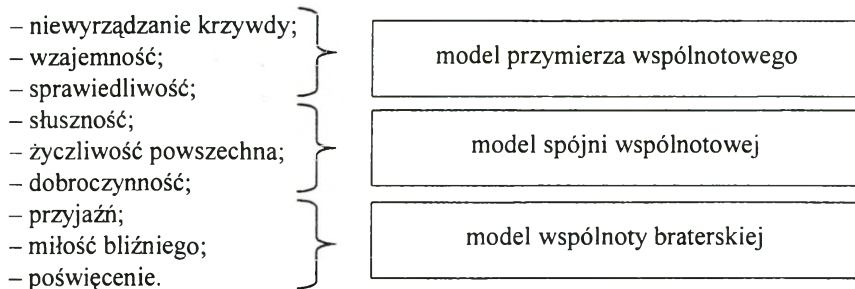 – niewyrządzanie krzywdy;
– wzajemność;
– sprawiedliwość;
model przymierza wspólnotowego
– słuszność;
– życzliwość powszechna;
– dobroczynność;
model spójni wspólnotowej
– przyjaźń;
– miłość bliźniego;
– poświęcenie.
model wspólnoty braterskiej